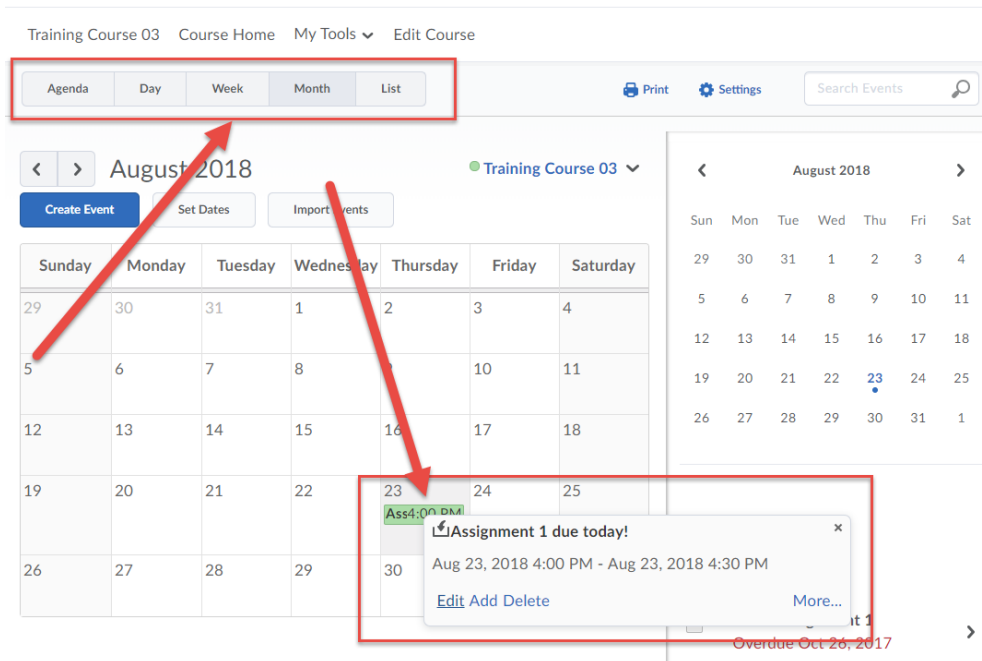 Training Course 03 Course Home My Tools Edit Course
Agenda Day Week Month List
Print Settings Search Events
August 2018 Training Course 03
Create Event Set Dates Import Events
Sunday Monday Tuesday Wednesday Thursday Friday Saturday
29 30 31 1 2 3 4
5 6 7 8 10 11
12 13 14 15 16 17 18
19 20 21 22 23 24 25
Ass4:00 PM
26 27 28 29 30
Assignment 1 due today! ×
Aug 23, 2018 4:00 PM - Aug 23, 2018 4:30 PM
Edit Add Delete More...
August 2018
Sun Mon Tue Wed Thu Fri Sat
29 30 31 1 2 3 4
5 6 7 8 9 10 11
12 13 14 15 16 17 18
19 20 21 22 23 24 25
26 27 28 29 30 31 1
1
Overdue Oct 26, 2017